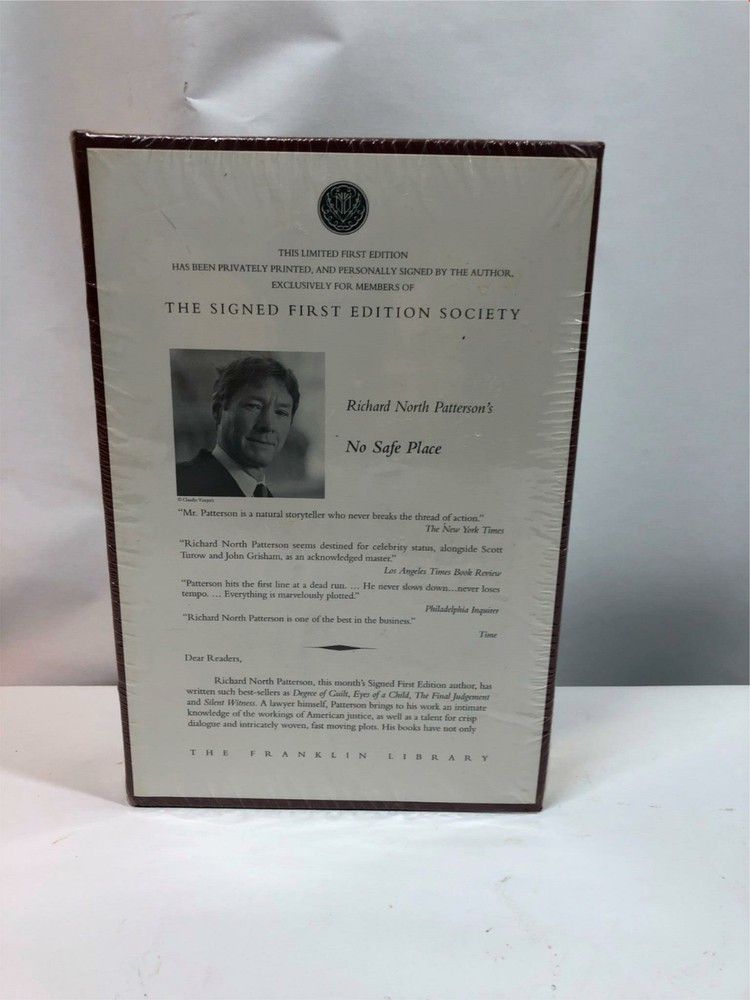 THIS LIMITED FIRST EDITION
HAS BEEN PRIVATELY PRINTED, AND PERSONALLY SIGNED BY THE AUTHOR,
EXCLUSIVELY FOR MEMBERS OF
THE SIGNED FIRST EDITION SOCIETY
Richard North Patterson's
No Safe Place
"Mr. Patterson is a natural storyteller who never breaks the thread of action."
The New York Times
"Richard North Patterson seems destined for celebrity status, alongside Scott
Turow and John Grisham, as an acknowledged master."
Los Angeles Times Book Review
"Patterson hits the first line at a dead run. … He never slows down…never loses
tempo. … Everything is marvelously plotted."
Philadelphia Inquirer
"Richard North Patterson is one of the best in the business."
Time
Dear Readers,
Richard North Patterson, this month's Signed First Edition author, has
written such best-sellers as Degree of Guilt, Eyes of a Child, The Final Judgement
and Silent Witness. A lawyer himself, Patterson brings to his work an intimate
knowledge of the workings of American justice, as well as a talent for crisp
dialogue and intricately woven, fast moving plots. His books have not only
THE FRANKLIN LIBRARY